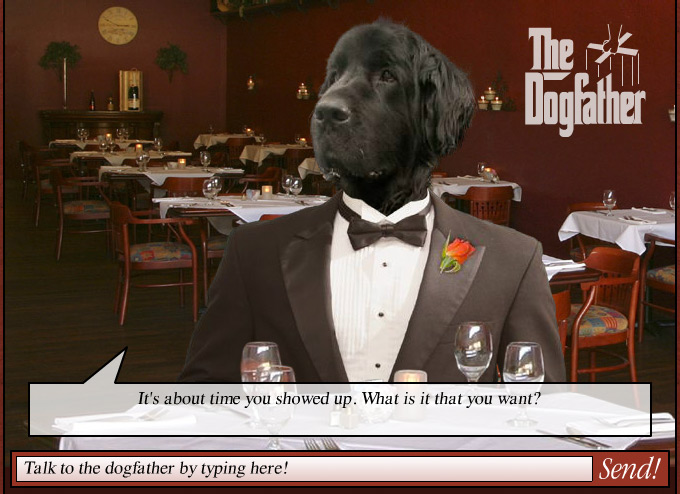 The
Dogfather
It's about time you showed up. What is it that you want?
Talk to the dogfather by typing here!
Send!